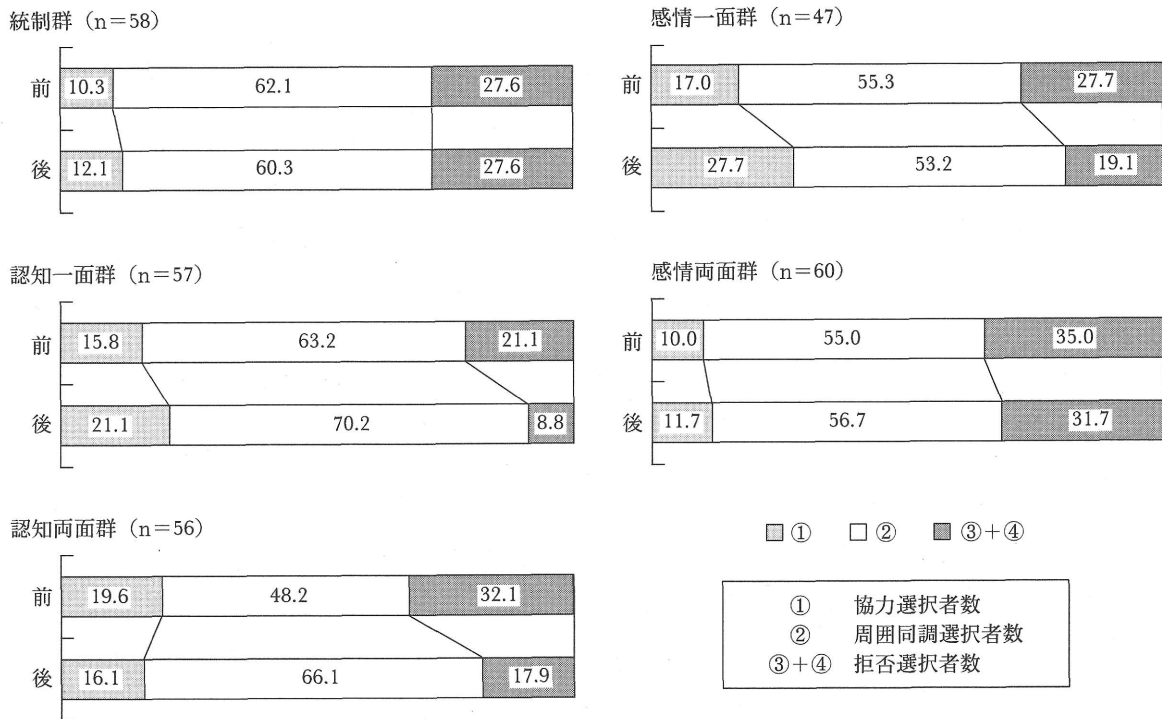 統制群（n＝58）
前 10.3 62.1 27.6
後 12.1 60.3 27.6
認知一面群（n＝57）
前 15.8 63.2 21.1
後 21.1 70.2 8.8
認知両面群（n＝56）
前 19.6 48.2 32.1
後 16.1 66.1 17.9
感情一面群（n＝47）
前 17.0 55.3 27.7
後 27.7 53.2 19.1
感情両面群（n＝60）
前 10.0 55.0 35.0
後 11.7 56.7 31.7
① ② ③＋④
① 協力選択者数
② 周囲同調選択者数
③＋④ 拒否選択者数